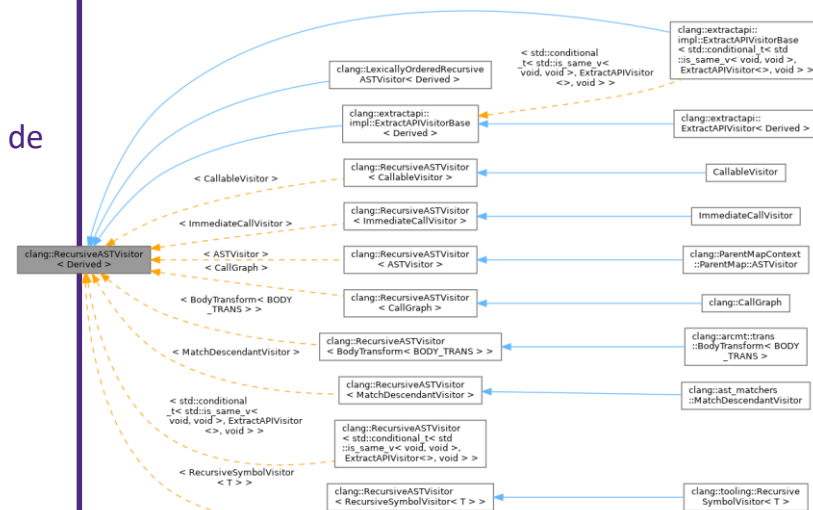 de
clang::RecursiveASTVisitor
< Derived >
clang::LexicallyOrderedRecursive
ASTVisitor< Derived >
clang::extractapi::
impl::ExtractAPIVisitorBase
< Derived >
< std::conditional
_t< std::is_same_v<
void, void >, ExtractAPIVisitor
<>, void > >
clang::extractapi::
impl::ExtractAPIVisitorBase
< std::conditional_t< std
::is_same_v< void, void >,
ExtractAPIVisitor<>, void > >
clang::extractapi::
ExtractAPIVisitor< Derived >
< CallableVisitor >
clang::RecursiveASTVisitor
< CallableVisitor >
CallableVisitor
< ImmediateCallVisitor >
clang::RecursiveASTVisitor
< ImmediateCallVisitor >
ImmediateCallVisitor
< ASTVisitor >
clang::RecursiveASTVisitor
< ASTVisitor >
clang::ParentMapContext
::ParentMap::ASTVisitor
< CallGraph >
clang::RecursiveASTVisitor
< CallGraph >
clang::CallGraph
< BodyTransform< BODY
_TRANS > >
clang::RecursiveASTVisitor
< BodyTransform< BODY_TRANS > >
clang::arcmt::trans
::BodyTransform< BODY
_TRANS >
< MatchDescendantVisitor >
clang::RecursiveASTVisitor
< MatchDescendantVisitor >
clang::ast_matchers
::MatchDescendantVisitor
< std::conditional
_t< std::is_same_v<
void, void >, ExtractAPIVisitor
<>, void > >
clang::RecursiveASTVisitor
< std::conditional_t< std
::is_same_v< void, void >,
ExtractAPIVisitor<>, void > >
< RecursiveSymbolVisitor
< T > >
clang::RecursiveASTVisitor
< RecursiveSymbolVisitor< T > >
clang::tooling::Recursive
SymbolVisitor< T >